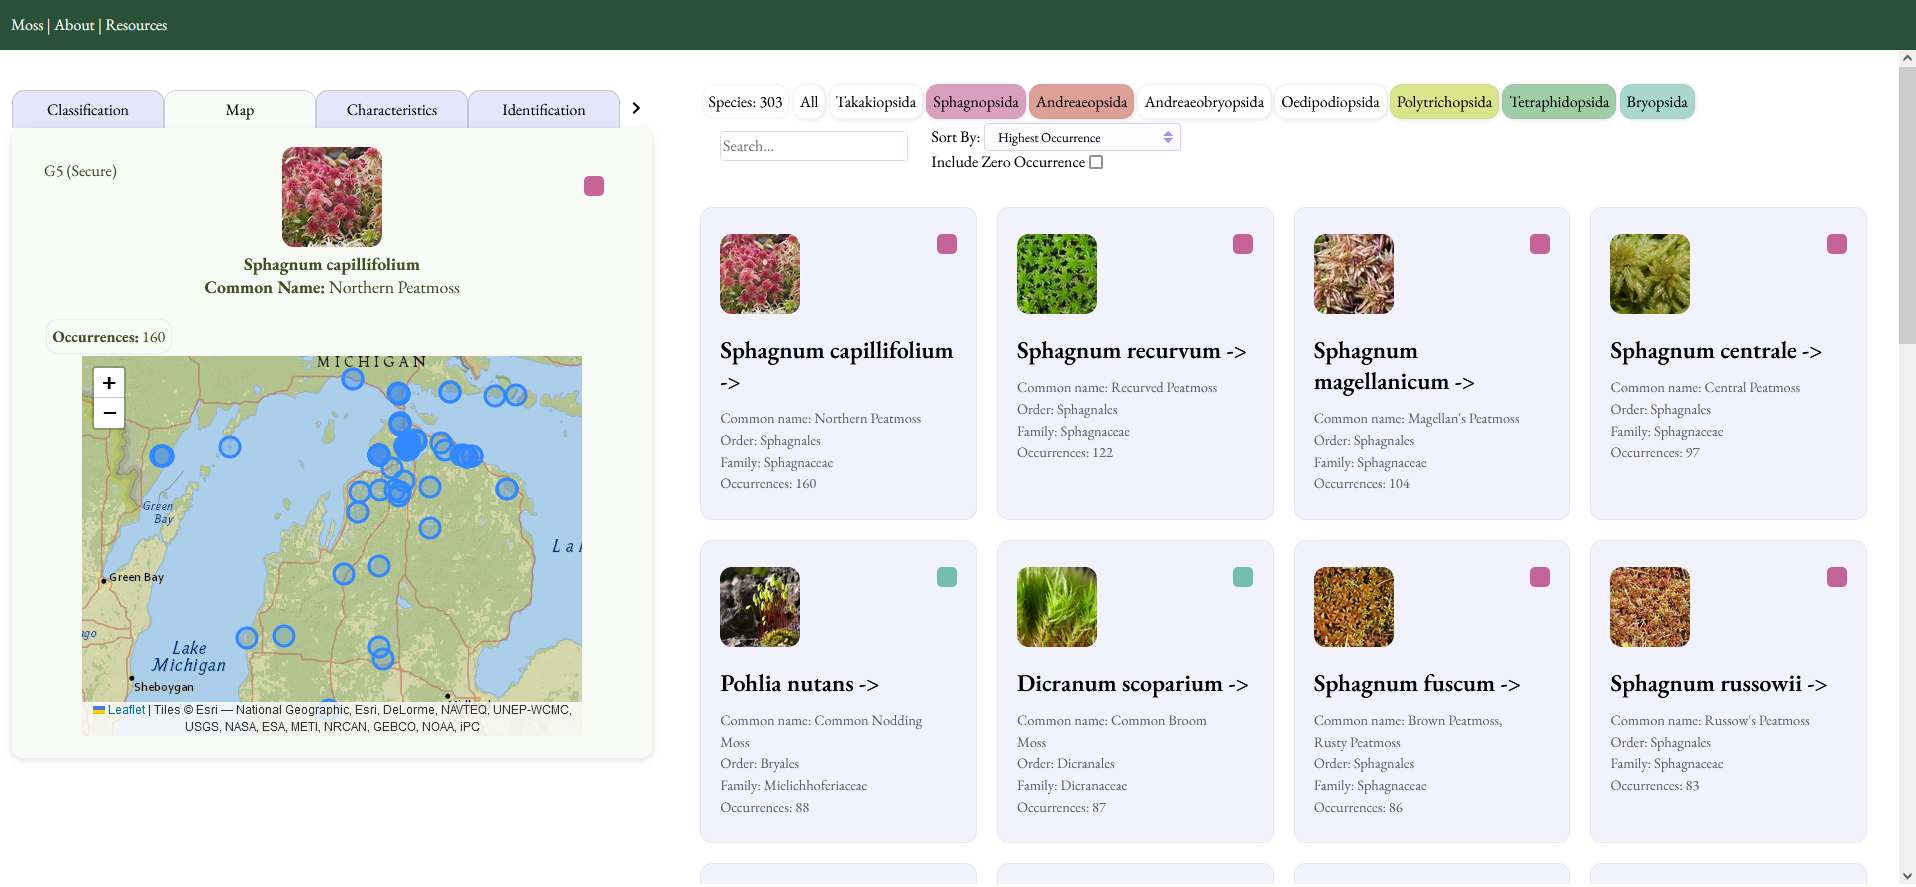 Moss | About | Resources
Classification
Map
Characteristics
Identification
G5 (Secure)
Sphagnum capillifolium
Common Name: Northern Peatmoss
Occurrences: 160
MICHIGAN
+
−
Green
Bay
Green Bay
Lake
Michigan
Sheboygan
Leaflet | Tiles © Esri — National Geographic, Esri, DeLorme, NAVTEQ, UNEP-WCMC,
USGS, NASA, ESA, METI, NRCAN, GEBCO, NOAA, iPC
Species: 303
All
Takakiopsida
Sphagnopsida
Andreaeopsida
Andreaeobryopsida
Oedipodiopsida
Polytrichopsida
Tetraphidopsida
Bryopsida
Search...
Sort By: Highest Occurrence
Include Zero Occurrence
Sphagnum capillifolium
->
Common name: Northern Peatmoss
Order: Sphagnales
Family: Sphagnaceae
Occurrences: 160
Sphagnum recurvum ->
Common name: Recurved Peatmoss
Order: Sphagnales
Family: Sphagnaceae
Occurrences: 122
Sphagnum
magellanicum ->
Common name: Magellan's Peatmoss
Order: Sphagnales
Family: Sphagnaceae
Occurrences: 104
Sphagnum centrale ->
Common name: Central Peatmoss
Order: Sphagnales
Family: Sphagnaceae
Occurrences: 97
Pohlia nutans ->
Common name: Common Nodding
Moss
Order: Bryales
Family: Mielichhoferiaceae
Occurrences: 88
Dicranum scoparium ->
Common name: Common Broom
Moss
Order: Dicranales
Family: Dicranaceae
Occurrences: 87
Sphagnum fuscum ->
Common name: Brown Peatmoss,
Rusty Peatmoss
Order: Sphagnales
Family: Sphagnaceae
Occurrences: 86
Sphagnum russowii ->
Common name: Russow's Peatmoss
Order: Sphagnales
Family: Sphagnaceae
Occurrences: 83